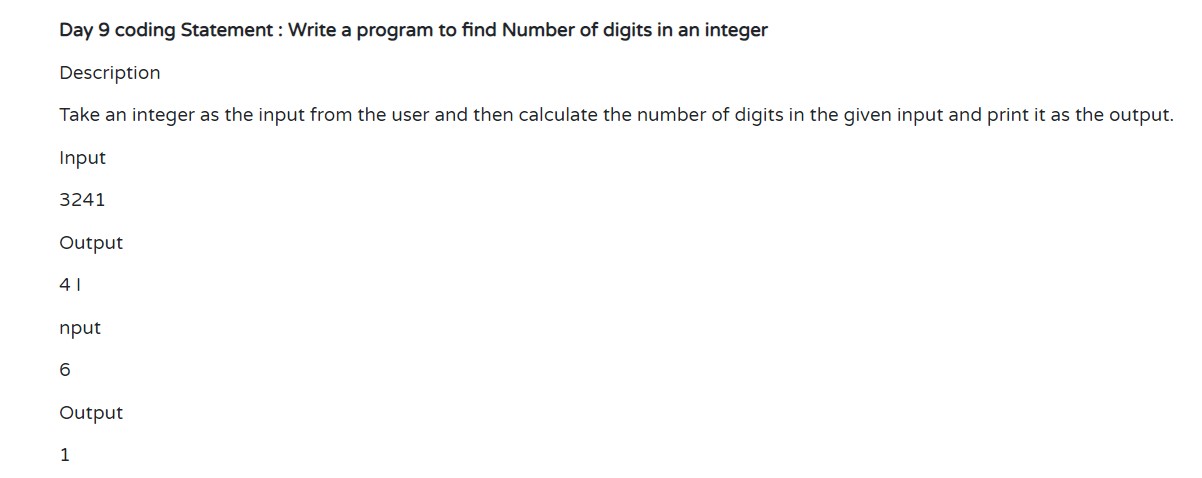 Day 9 coding Statement : Write a program to find Number of digits in an integer
Description
Take an integer as the input from the user and then calculate the number of digits in the given input and print it as the output.
Input
3241
Output
4 I
nput
6
Output
1